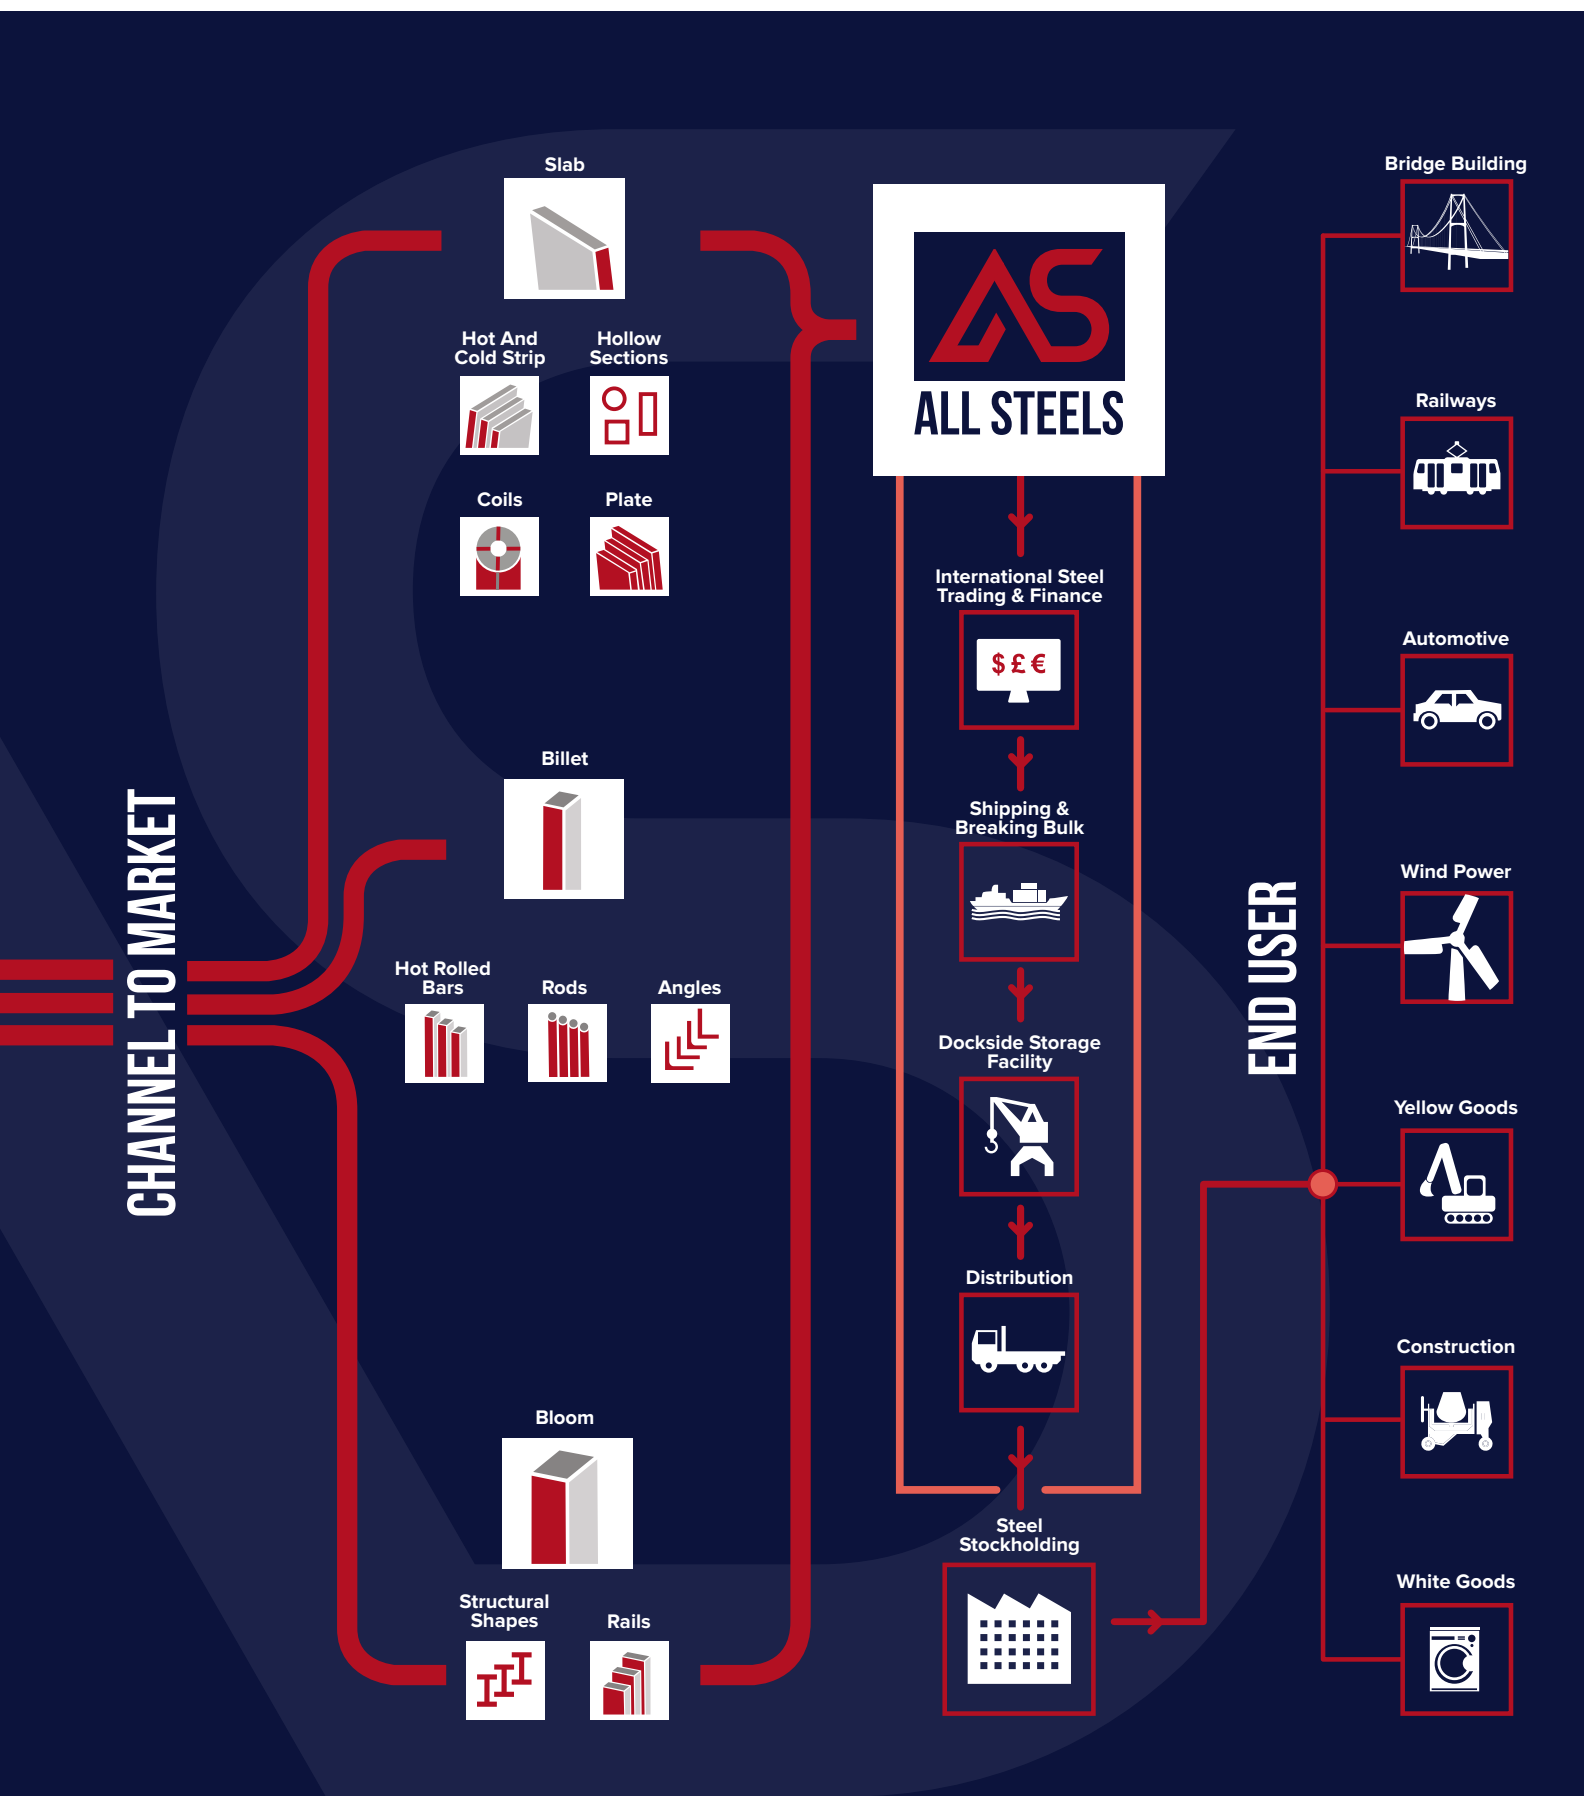 CHANNEL TO MARKET
Slab
Hot And
Cold Strip
Hollow
Sections
Coils
Plate
Billet
Hot Rolled
Bars
Rods
Angles
Bloom
Structural
Shapes
Rails
AS
ALL STEELS
International Steel
Trading & Finance
$ £ €
Shipping &
Breaking Bulk
Dockside Storage
Facility
Distribution
Steel
Stockholding
END USER
Bridge Building
Railways
Automotive
Wind Power
Yellow Goods
Construction
White Goods